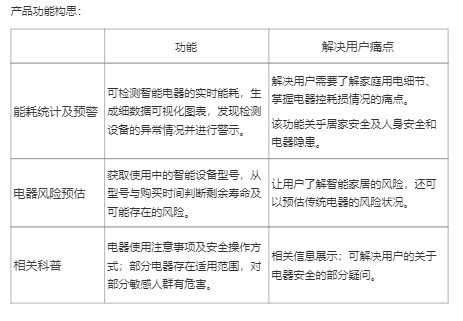 产品功能构思：
功能
解决用户痛点
能耗统计及预警
可检测智能电器的实时能耗，生
成细数据可视化图表，发现检测
设备的异常情况并进行警示。
解决用户需要了解家庭用电细节、
掌握电器控耗损情况的痛点。
该功能关乎居家安全及人身安全和
电器隐患。
电器风险预估
获取使用中的智能设备型号，从
型号与购买时间判断剩余寿命及
可能存在的风险。
让用户了解智能家居的风险，还可
以预估传统电器的风险状况。
相关科普
电器使用注意事项及安全操作方
式；部分电器存在适用范围，对
部分敏感人群有危害。
相关信息展示；可解决用户的关于
电器安全的部分疑问。